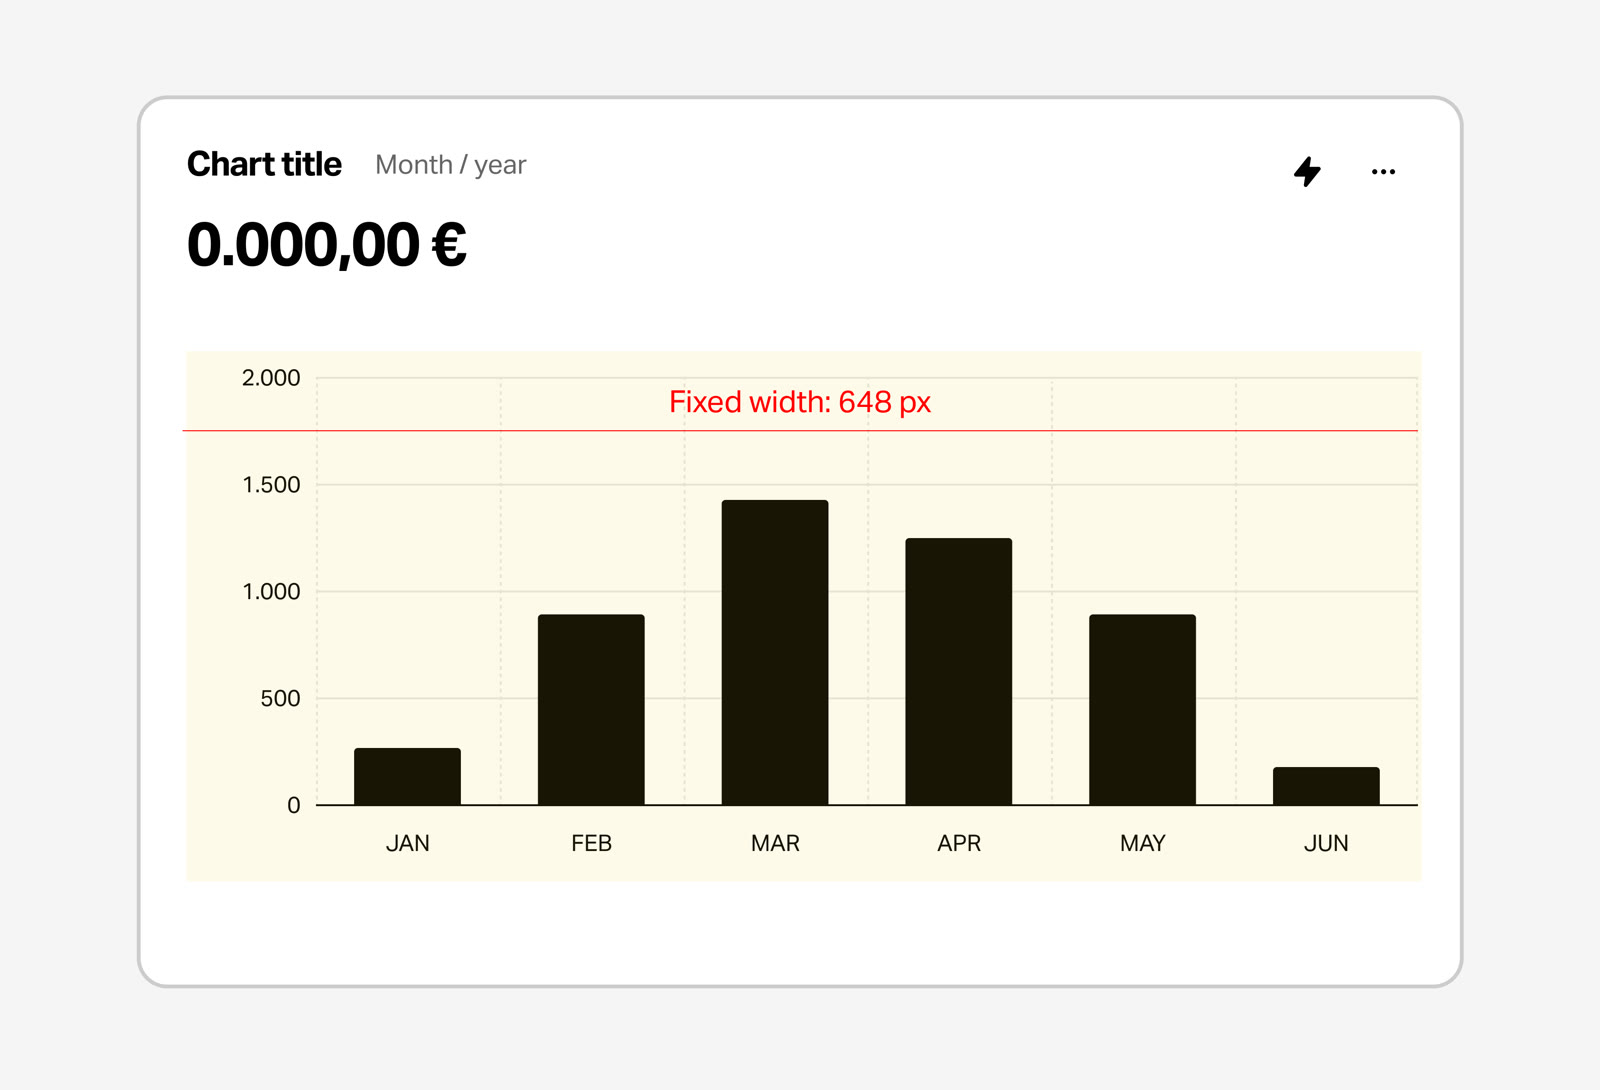 Chart title
Month / year
0.000,00 €
2.000
Fixed width: 648 px
1.500
1.000
500
0
JAN
FEB
MAR
APR
MAY
JUN